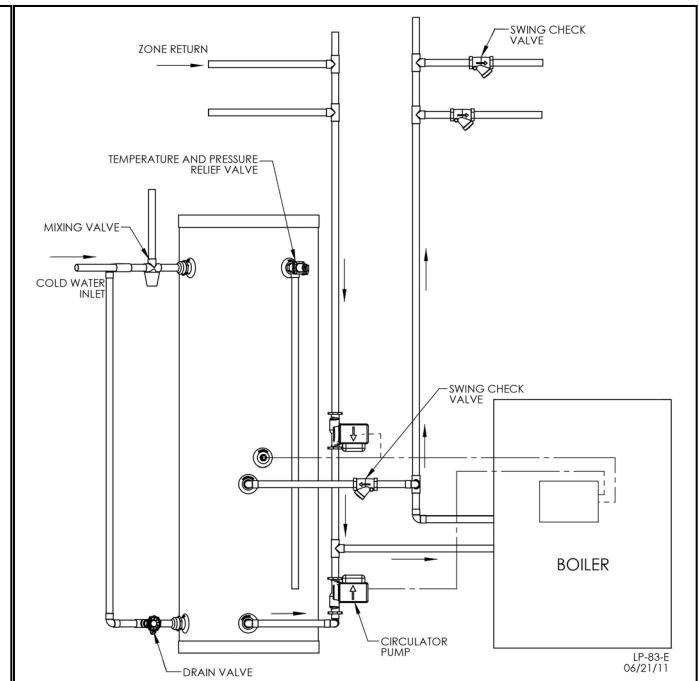 SWING CHECK
VALVE
ZONE RETURN
TEMPERATURE AND PRESSURE
RELIEF VALVE
MIXING VALVE
COLD WATER
INLET
SWING CHECK
VALVE
BOILER
CIRCULATOR
PUMP
DRAIN VALVE
LP-83-E
06/21/11